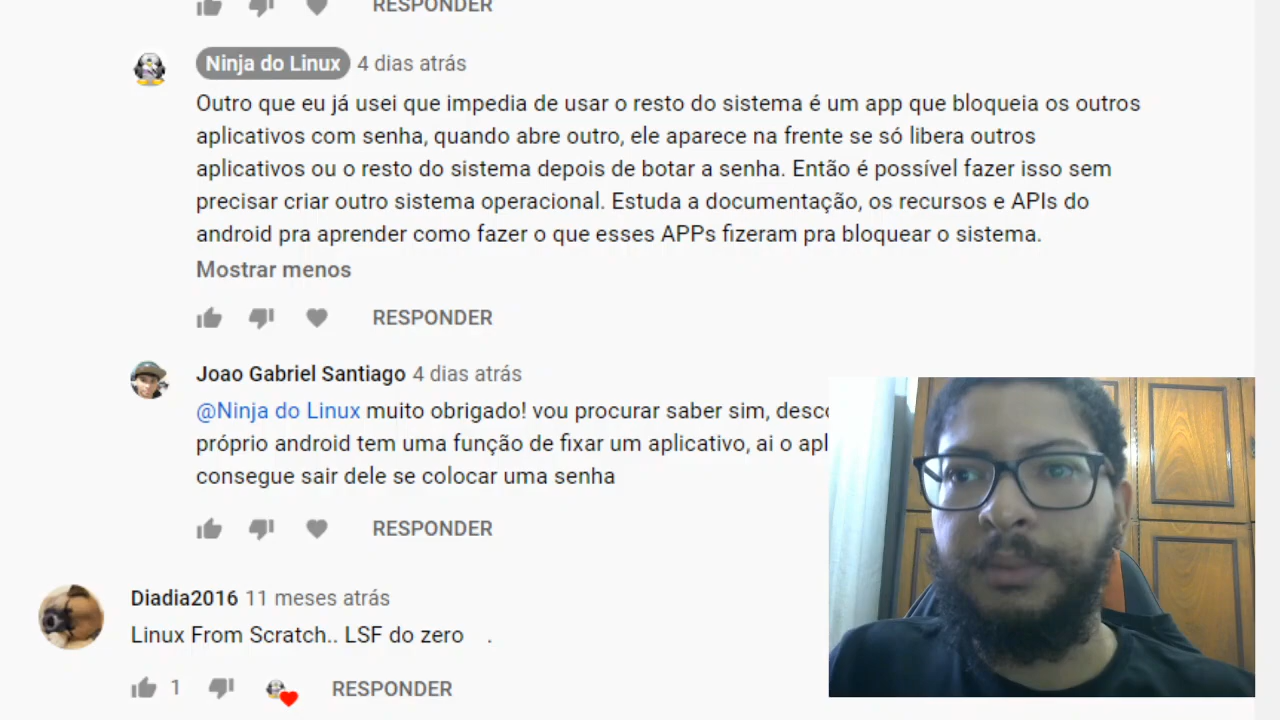 RESPONDER
Ninja do Linux 4 dias atrás
Outro que eu já usei que impedia de usar o resto do sistema é um app que bloqueia os outros
aplicativos com senha, quando abre outro, ele aparece na frente se só libera outros
aplicativos ou o resto do sistema depois de botar a senha. Então é possível fazer isso sem
precisar criar outro sistema operacional. Estuda a documentação, os recursos e APIs do
android pra aprender como fazer o que esses APPs fizeram pra bloquear o sistema.
Mostrar menos
RESPONDER
Joao Gabriel Santiago 4 dias atrás
@Ninja do Linux muito obrigado! vou procurar saber sim,
próprio android tem uma função de fixar um aplicativo, ai o
consegue sair dele se colocar uma senha
RESPONDER
Diadia2016 11 meses atrás
Linux From Scratch.. LSF do zero .
1 RESPONDER